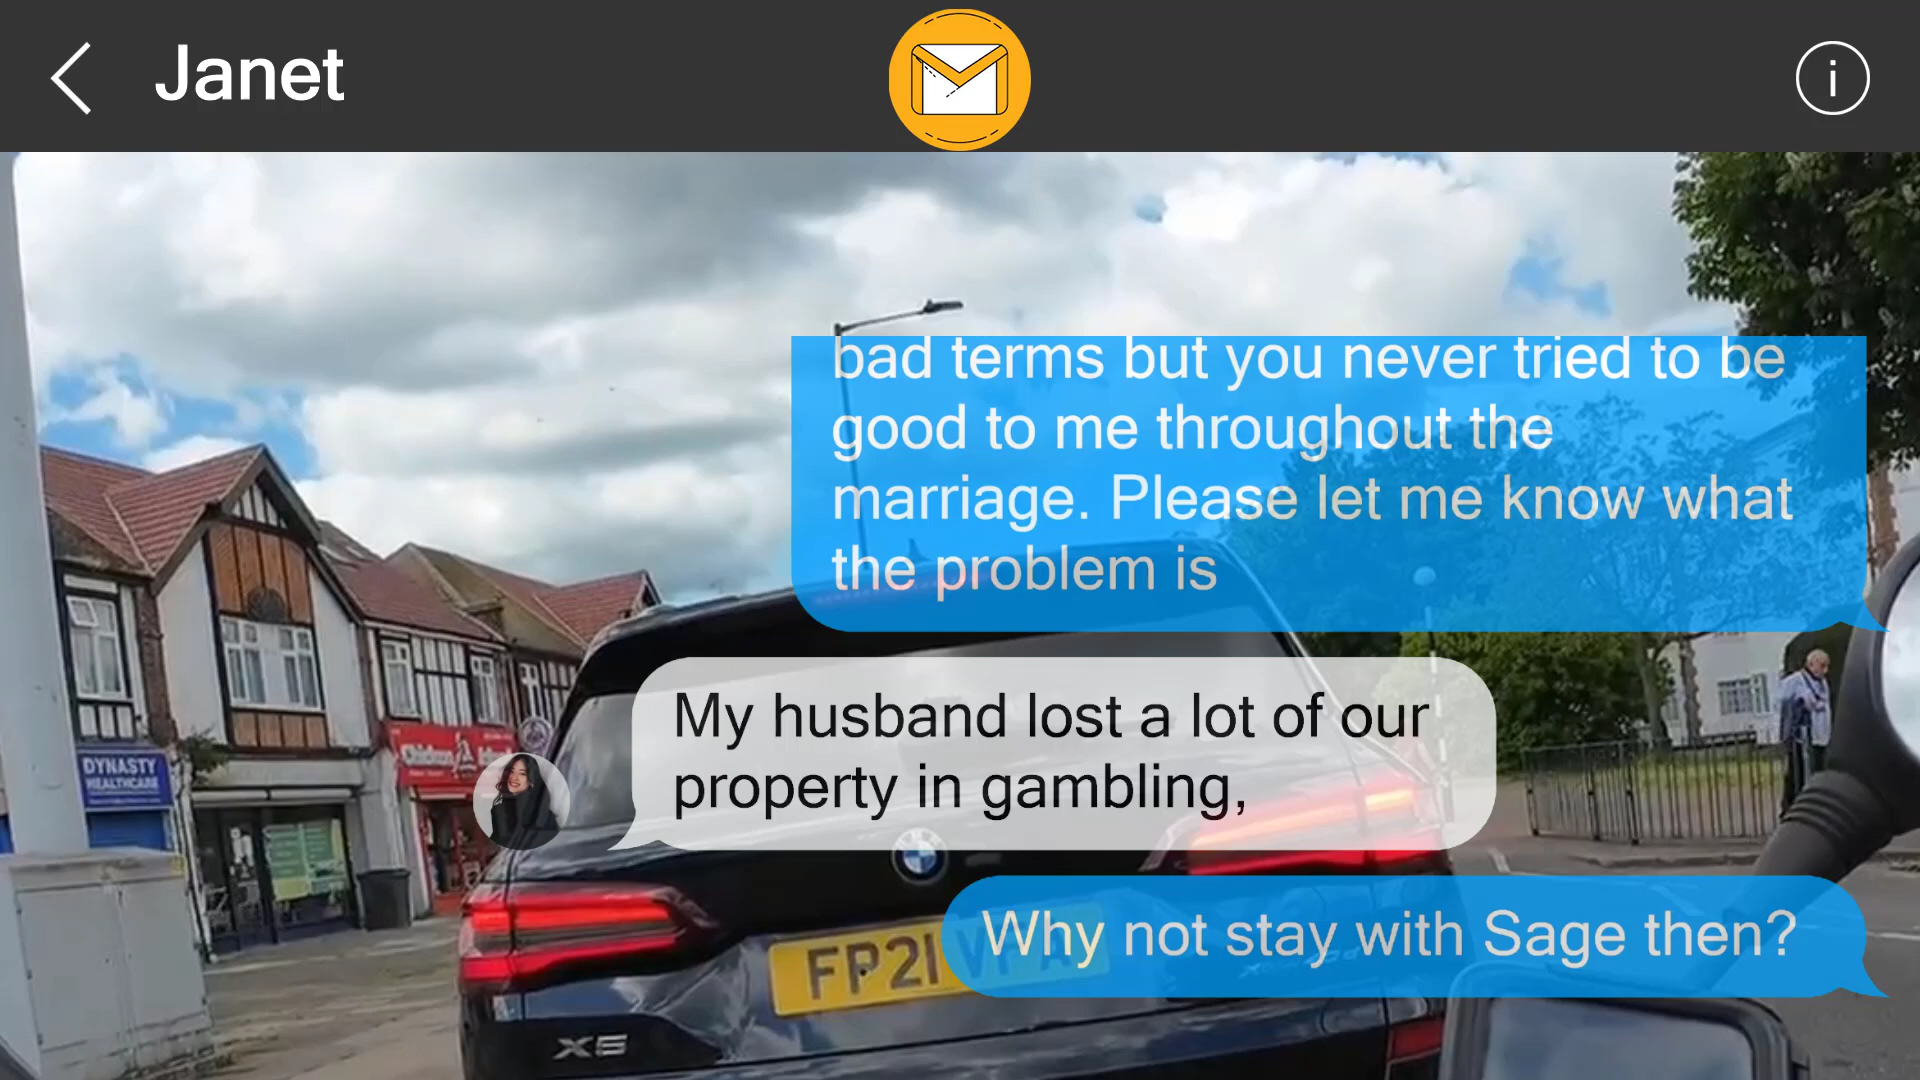 Janet
bad terms but you never tried to be
good to me throughout the
marriage. Please let me know what
the problem is
My husband lost a lot of our
property in gambling,
Why not stay with Sage then?
DYNASTY
HEALTHCARE
FP21
X5